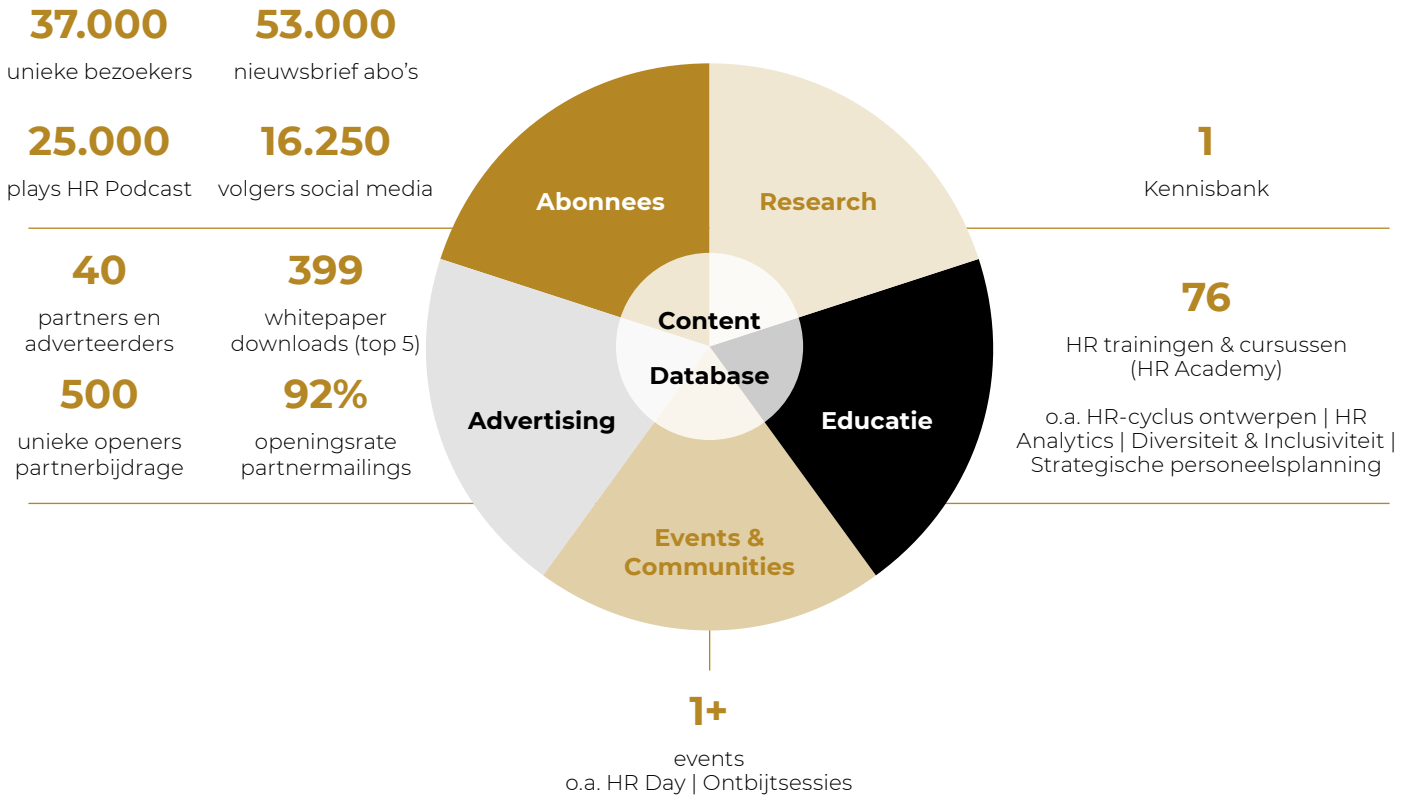 37.000
unieke bezoekers
53.000
nieuwsbrief abo's
25.000
plays HR Podcast
16.250
volgers social media
Abonnees
Research
1
Kennisbank
40
partners en
adverteerders
399
whitepaper
downloads (top 5)
500
unieke openers
partnerbijdrage
92%
openingsrate
partnermailings
Content
Database
Advertising
Educatie
76
HR trainingen & cursussen
(HR Academy)
o.a. HR-cyclus ontwerpen | HR
Analytics | Diversiteit & Inclusiviteit |
Strategische personeelsplanning
Events &
Communities
1+
events
o.a. HR Day | Ontbijtsessies